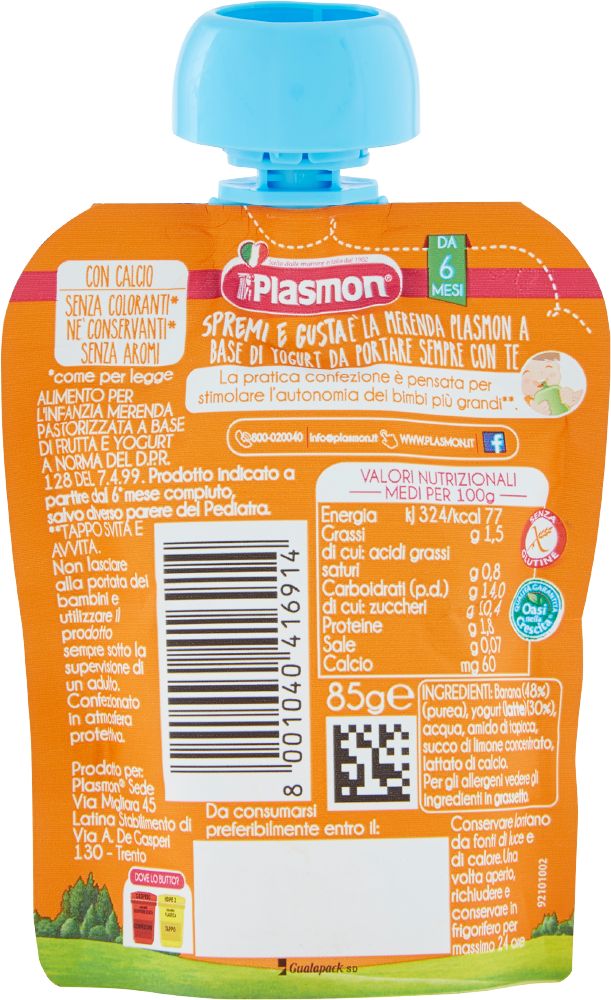 sarlo dalle mamme d'Italia dal 1902
Plasmon®
DA
6
MESI
CON CALCIO
SENZA COLORANTI*
NE' CONSERVANTI*
SENZA AROMI
*come per legge
SPREMI E GUSTA È LA MERENDA PLASMON A
BASE DI YOGURT DA PORTARE SEMPRE CON TE
La pratica confezione è pensata per
stimolare l'autonomia dei bimbi più grandi**.
800-020040 info@plasmon.it WWW.PLASMON.IT f
ALIMENTO PER
L'INFANZIA MERENDA
PASTORIZZATA A BASE
DI FRUTTA E YOGURT
A NORMA DEL D.P.R.
128 DEL 7.4.99. Prodotto indicato a
partire dal 6° mese compiuto,
salvo diverso parere del Pediatra.
**TAPPO SVITA E
AVVITA.
Non lasciare
alla portata dei
bambini e
utilizzare il
prodotto
sempre sotto la
supervisione di
un adulto.
Confezionato
in atmosfera
protettiva.
VALORI NUTRIZIONALI
MEDI PER 100g
Energia kj 324/kcal 77
Grassi g 1,5
di cui: acidi grassi
saturi g 0,8
Carboidrati (p.d.) g 14,0
di cui: zuccheri g 10,4
Proteine g 1,8
Sale g 0,07
Calcio mg 60
SENZA
GLUTINE
QUALITÀ GARANTITA
Oasi
nella
Crescita
8 001040 416914
85g e
INGREDIENTI: Banana (48%)
(purea), yogurt (latte) (30%),
acqua, amido di tapioca,
succo di limone concentrato,
lattato di calcio.
Per gli allergeni vedere gli
ingredienti in grassetto.
Prodotto per:
Plasmon® Sede
Via Migliara 45
Latina Stabilimento di
Via A. De Gasperi
130 - Trento
Da consumarsi
preferibilmente entro il:
Conservare lontano
da fonti di luce e
di calore. Una
volta aperto,
richiudere e
conservare in
frigorifero per
massimo 24 ore
92101002
DOVE LO BUTTO?
TAPPO
Gualapack SD